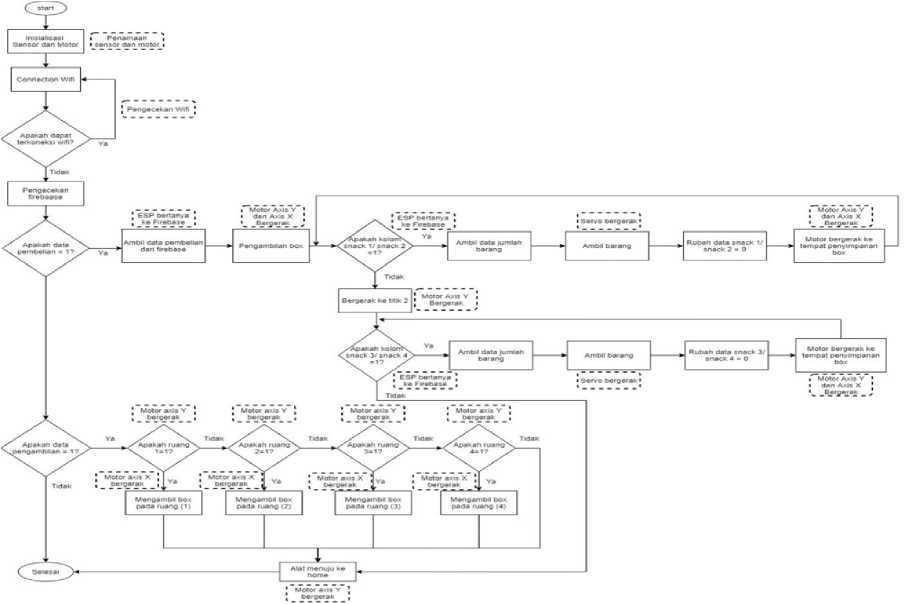 start
Inisialisasi
Sensor dan Motor
Penamaan
sensor dan motor
Connection Wifi
Pengecekan Wifi
Apakah dapat
terkoneksi wifi?
Ya
Tidak
Pengecekan
firebaase
Apakah data
pembelian = 1?
Ya
ESP bertanya
ke Firebase
Ambil data pembelian
dari firebase
Motor Axis Y
dan Axis X
Bergerak
Pengambilan box
Apakah kolom
snack 1/ snack 2
=1?
ESP bertanya
ke Firebase
Ya
Ambil data jumlah
barang
Servo bergerak
Ambil barang
Rubah data snack 1/
snack 2 = 0
Motor Axis Y
dan Axis X
Bergerak
Motor bergerak ke
tempat penyimpanan
box
Tidak
Bergerak ke titik 2
Motor Axis Y
Bergerak
Apakah kolom
snack 3/ snack 4
=1?
Ya
ESP bertanya
ke Firebase
Ambil data jumlah
barang
Ambil barang
Servo bergerak
Rubah data snack 3/
snack 4 = 0
Motor bergerak ke
tempat penyimpanan
box
Motor Axis Y
dan Axis X
Bergerak
Tidak
Apakah data
pengambilan = 1?
Ya
Motor axis Y
bergerak
Apakah ruang
1=1?
Tidak
Motor axis Y
bergerak
Apakah ruang
2=1?
Tidak
Motor axis Y
bergerak
Apakah ruang
3=1?
Tidak
Motor axis Y
bergerak
Apakah ruang
4=1?
Tidak
Tidak
Motor axis X
bergerak
Ya
Motor axis X
bergerak
Ya
Motor axis X
bergerak
Ya
Motor axis X
bergerak
Ya
Mengambil box
pada ruang (1)
Mengambil box
pada ruang (2)
Mengambil box
pada ruang (3)
Mengambil box
pada ruang (4)
Selesai
Alat menuju ke
home
Motor axis Y
bergerak